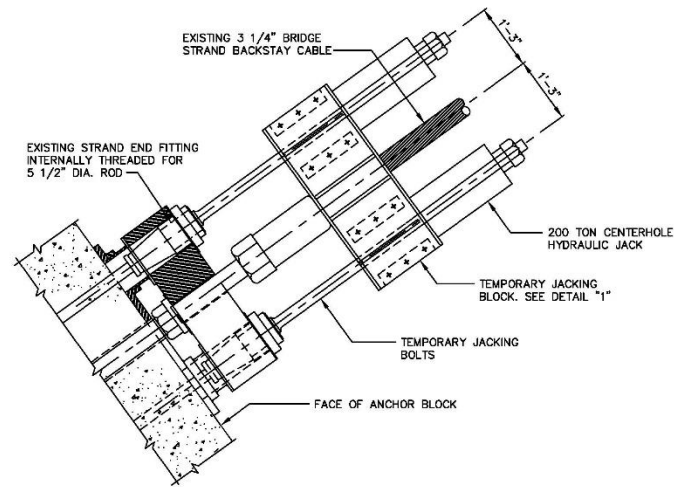 EXISTING 3 1/4" BRIDGE
STRAND BACKSTAY CABLE
1'-3"
1'-3"
EXISTING STRAND END FITTING
INTERNALLY THREADED FOR
5 1/2" DIA. ROD
200 TON CENTERHOLE
HYDRAULIC JACK
TEMPORARY JACKING
BLOCK. SEE DETAIL "1"
TEMPORARY JACKING
BOLTS
FACE OF ANCHOR BLOCK